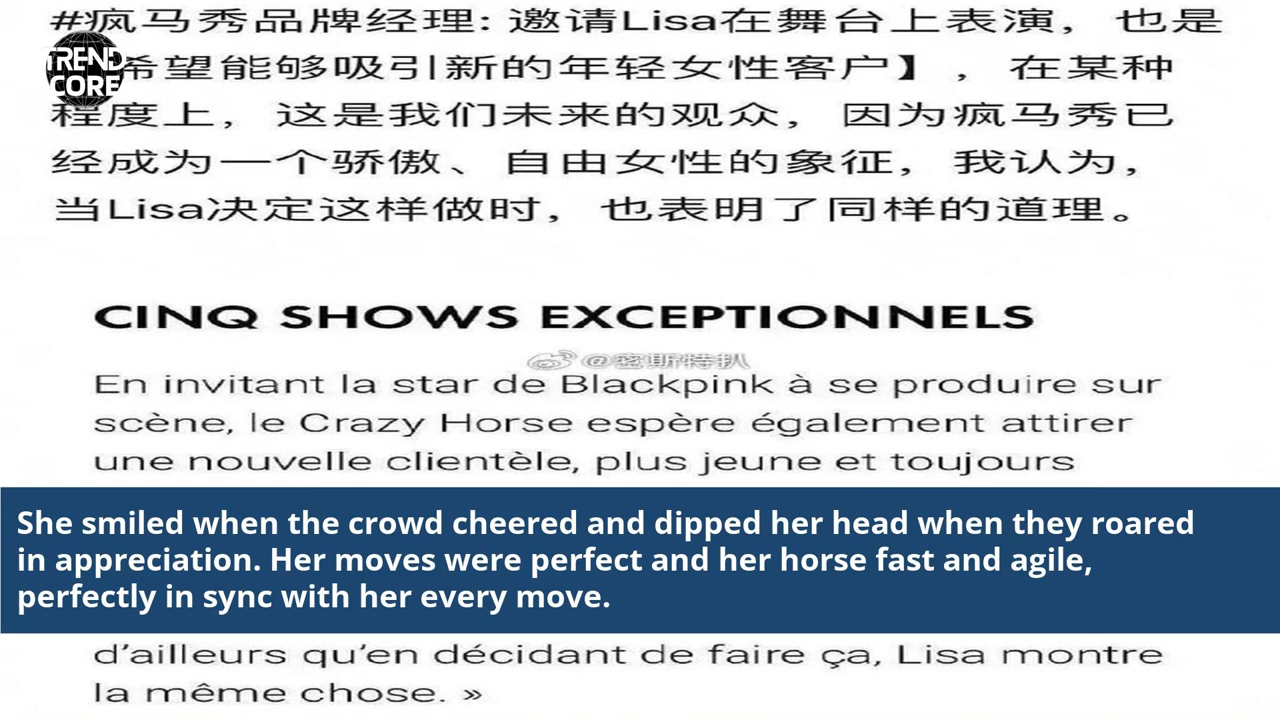 #疯马秀品牌经理: 邀请Lisa在舞台上表演，也是
希望能够吸引新的年轻女性客户】，在某种
程度上，这是我们未来的观众，因为疯马秀已
经成为一个骄傲、自由女性的象征，我认为，
当Lisa决定这样做时，也表明了同样的道理。
TREND
CORE
CINQ SHOWS EXCEPTIONNELS
@蜜斯特扒
En invitant la star de Blackpink à se produire sur
scène, le Crazy Horse espère également attirer
une nouvelle clientèle, plus jeune et toujours
She smiled when the crowd cheered and dipped her head when they roared
in appreciation. Her moves were perfect and her horse fast and agile,
perfectly in sync with her every move.
d’ailleurs qu’en décidant de faire ça, Lisa montre
la même chose. »